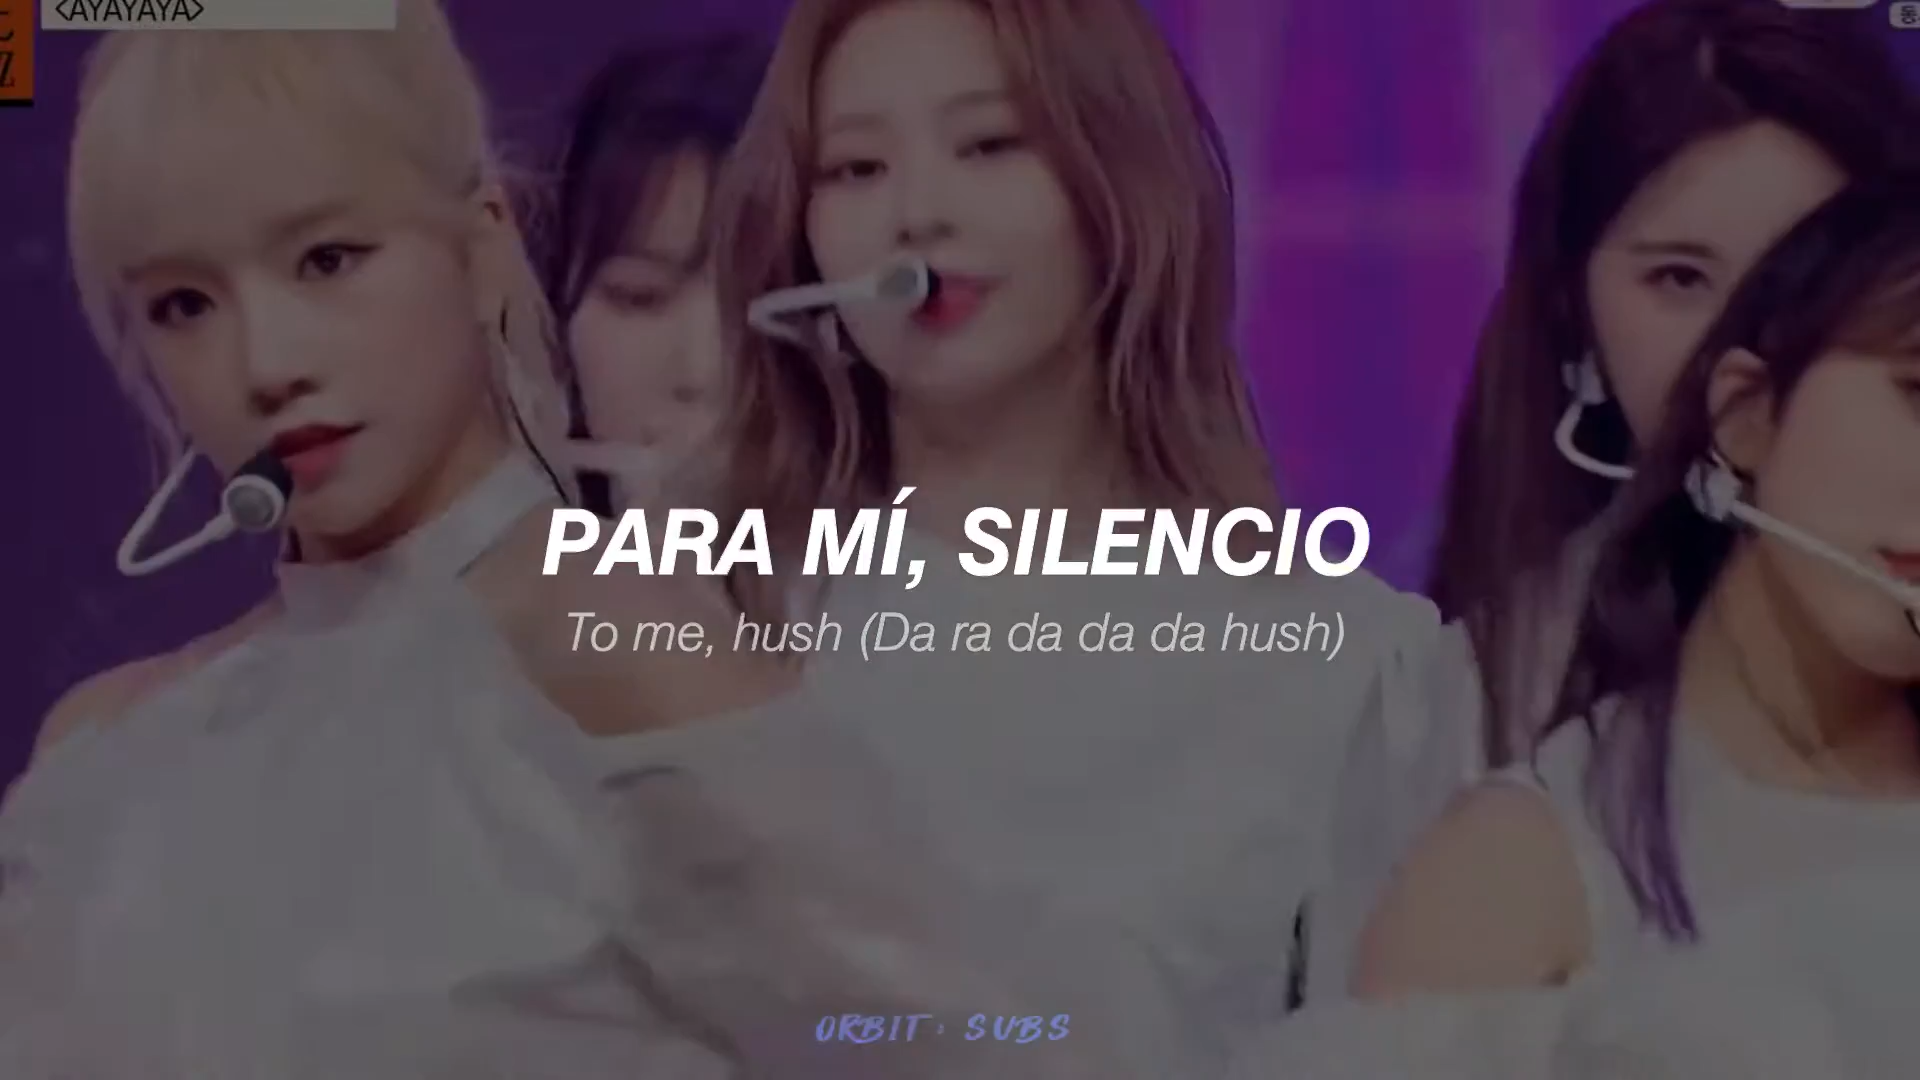 <AYAYAYA>
PARA MÍ, SILENCIO
To me, hush (Da ra da da da hush)
ORBIT: SUBS